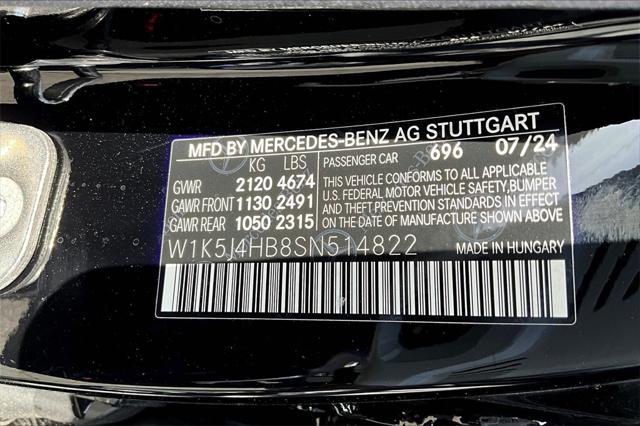 MFD BY MERCEDES-BENZ AG STUTTGART
KG LBS PASSENGER CAR 696 07/24
GVWR 2120 4674
GAWR FRONT 1130 2491
GAWR REAR 1050 2315
THIS VEHICLE CONFORMS TO ALL APPLICABLE
U.S. FEDERAL MOTOR VEHICLE SAFETY, BUMPER
AND THEFT PREVENTION STANDARDS IN EFFECT
ON THE DATE OF MANUFACTURE SHOWN ABOVE.
W1K5J4HB8SN514822 MADE IN HUNGARY